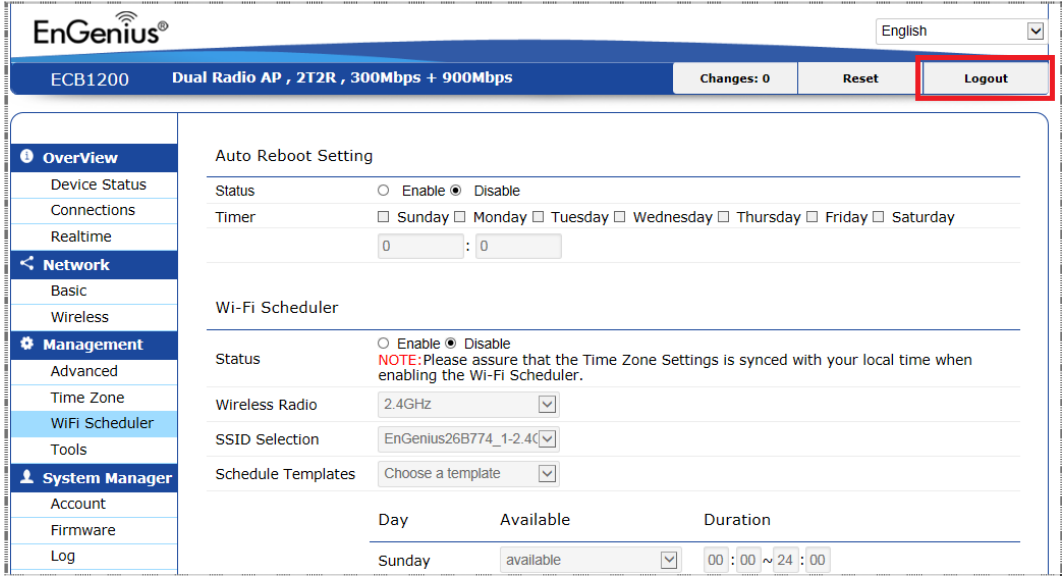 EnGenius®
English
ECB1200 Dual Radio AP , 2T2R , 300Mbps + 900Mbps Changes: 0 Reset Logout
OverView
Device Status
Connections
Realtime
Network
Basic
Wireless
Management
Advanced
Time Zone
WiFi Scheduler
Tools
System Manager
Account
Firmware
Log
Auto Reboot Setting
Status Enable Disable
Timer Sunday Monday Tuesday Wednesday Thursday Friday Saturday
0 : 0
Wi-Fi Scheduler
Status Enable Disable
NOTE:Please assure that the Time Zone Settings is synced with your local time when
enabling the Wi-Fi Scheduler.
Wireless Radio 2.4GHz
SSID Selection EnGenius26B774_1-2.4G
Schedule Templates Choose a template
Day Available Duration
Sunday available 00 : 00 ~ 24 : 00